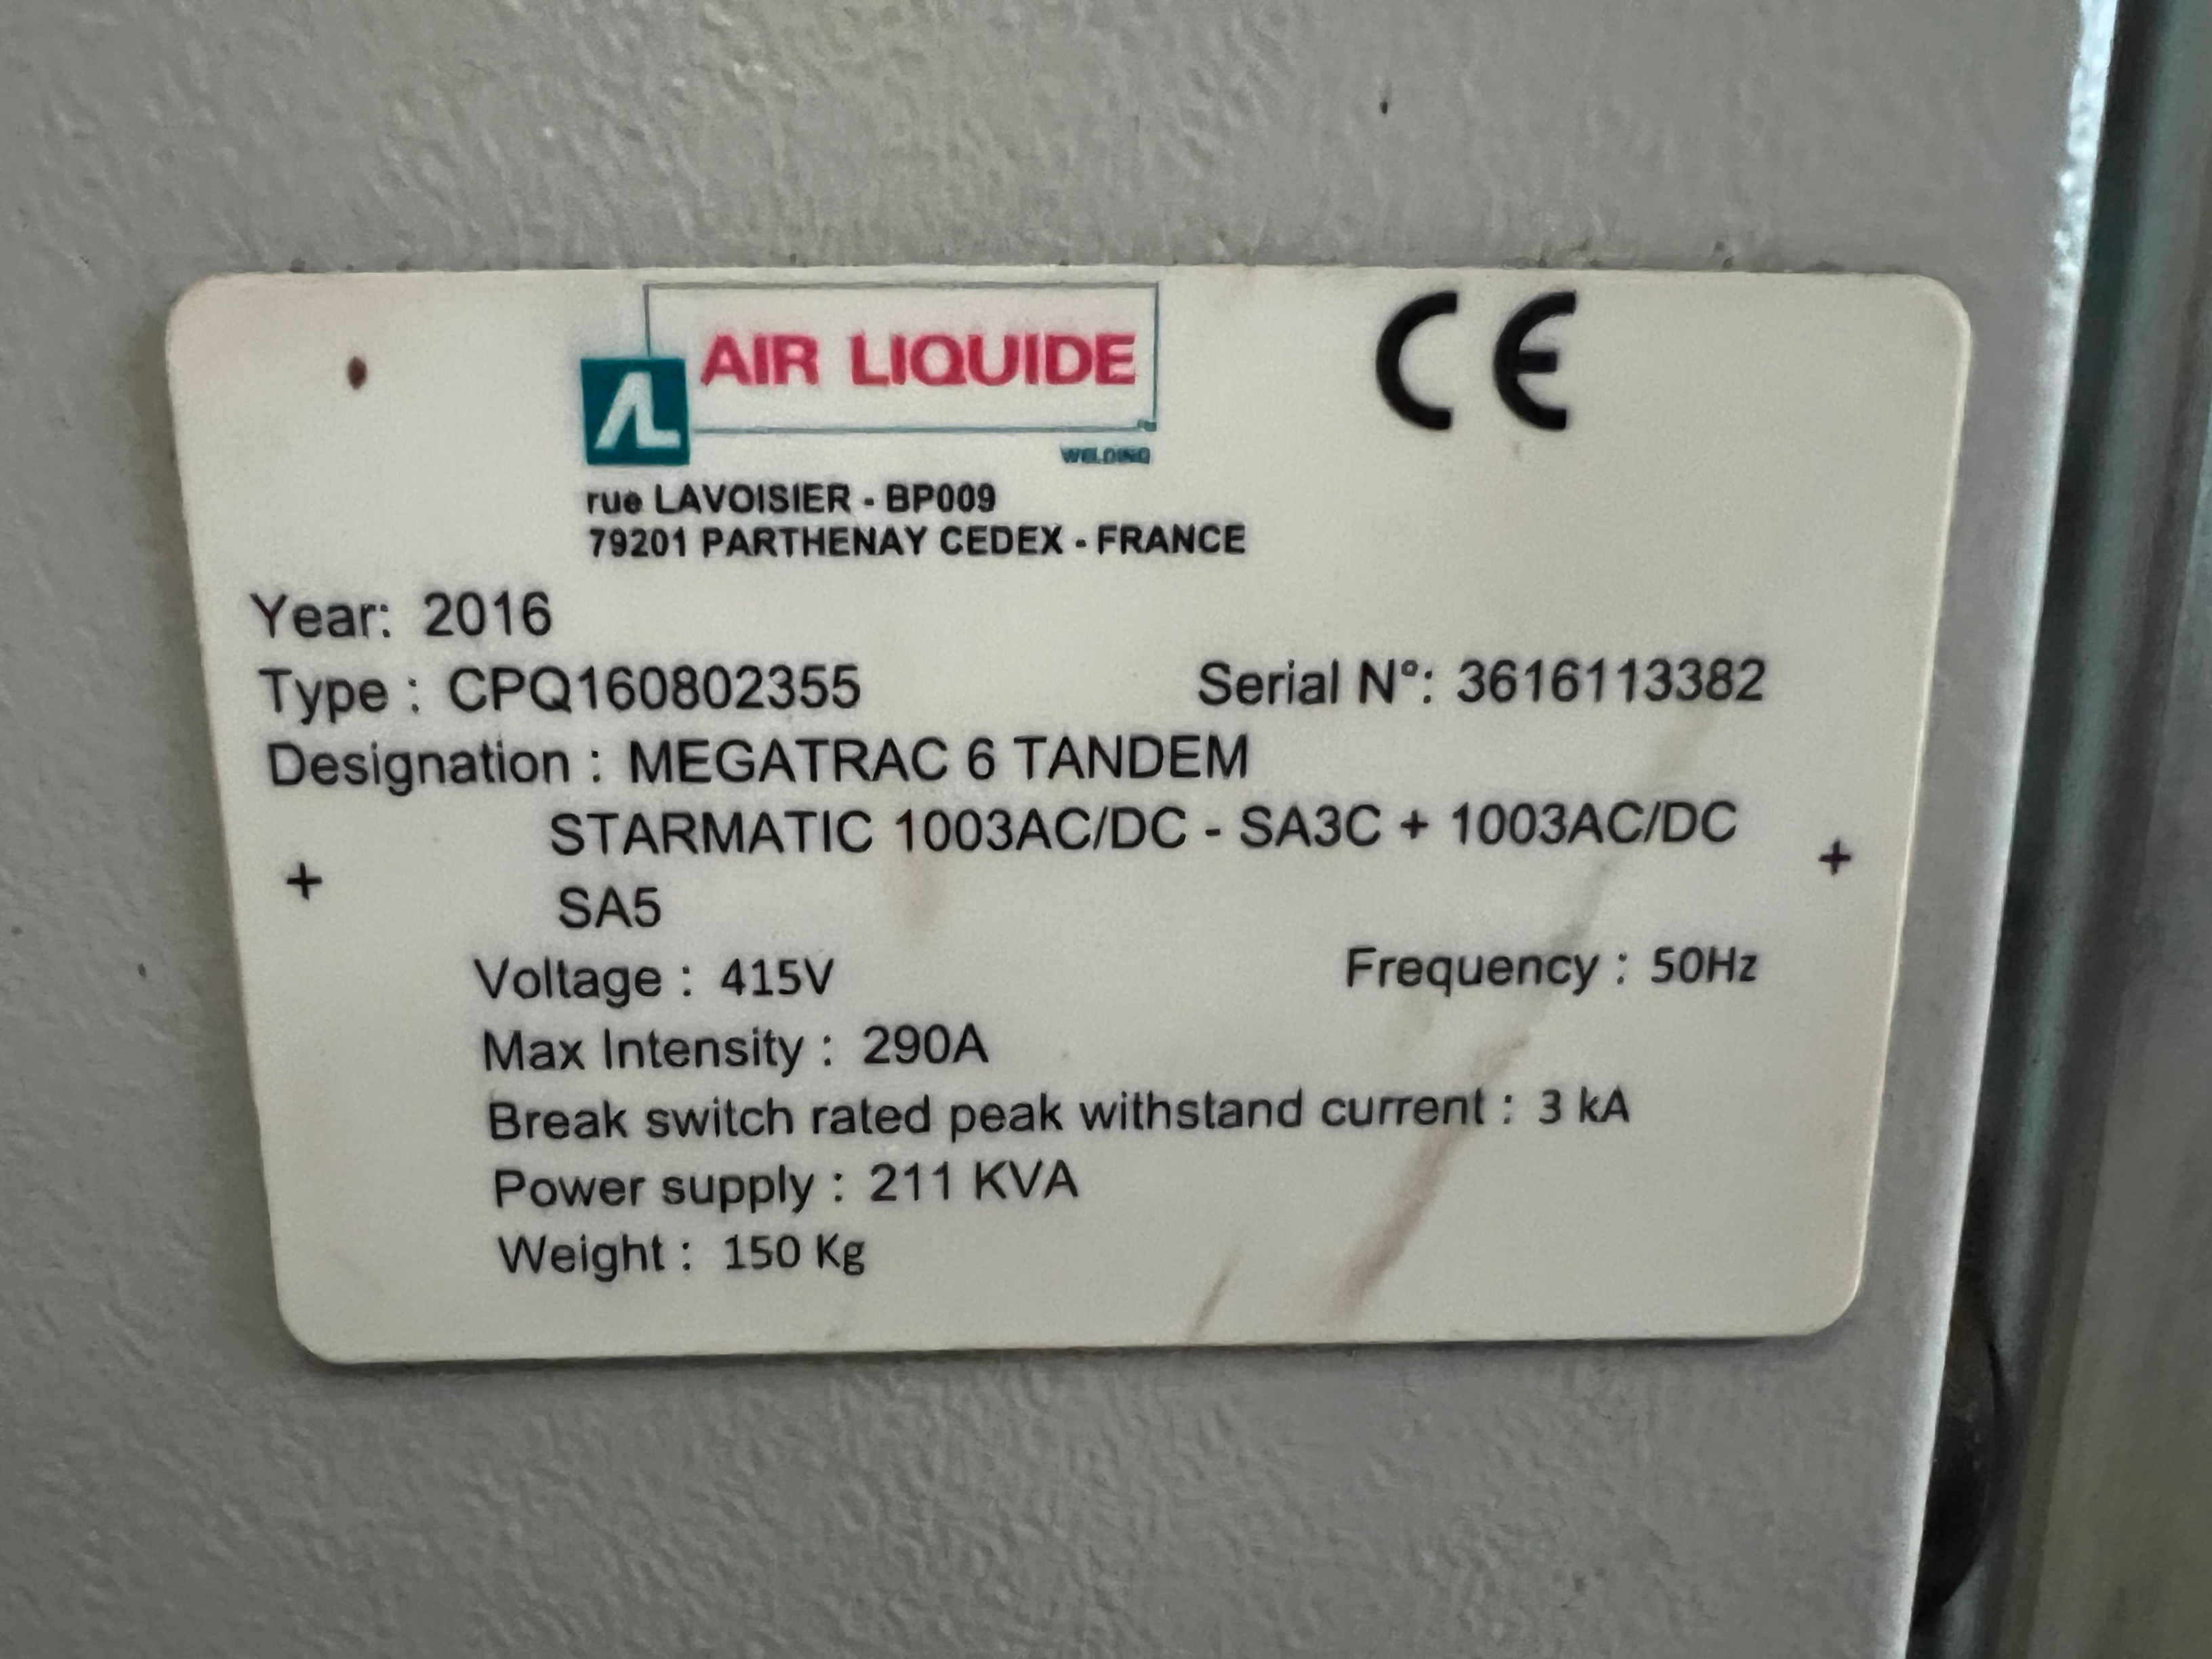 AIR LIQUIDE
AL
WELDING
CE
rue LAVOISIER - BP009
79201 PARTHENAY CEDEX - FRANCE
Year: 2016
Type : CPQ160802355 Serial N°: 3616113382
Designation : MEGATRAC 6 TANDEM
STARMATIC 1003AC/DC - SA3C + 1003AC/DC
+ +
SA5
Voltage : 415V Frequency : 50Hz
Max Intensity : 290A
Break switch rated peak withstand current : 3 kA
Power supply : 211 KVA
Weight : 150 Kg